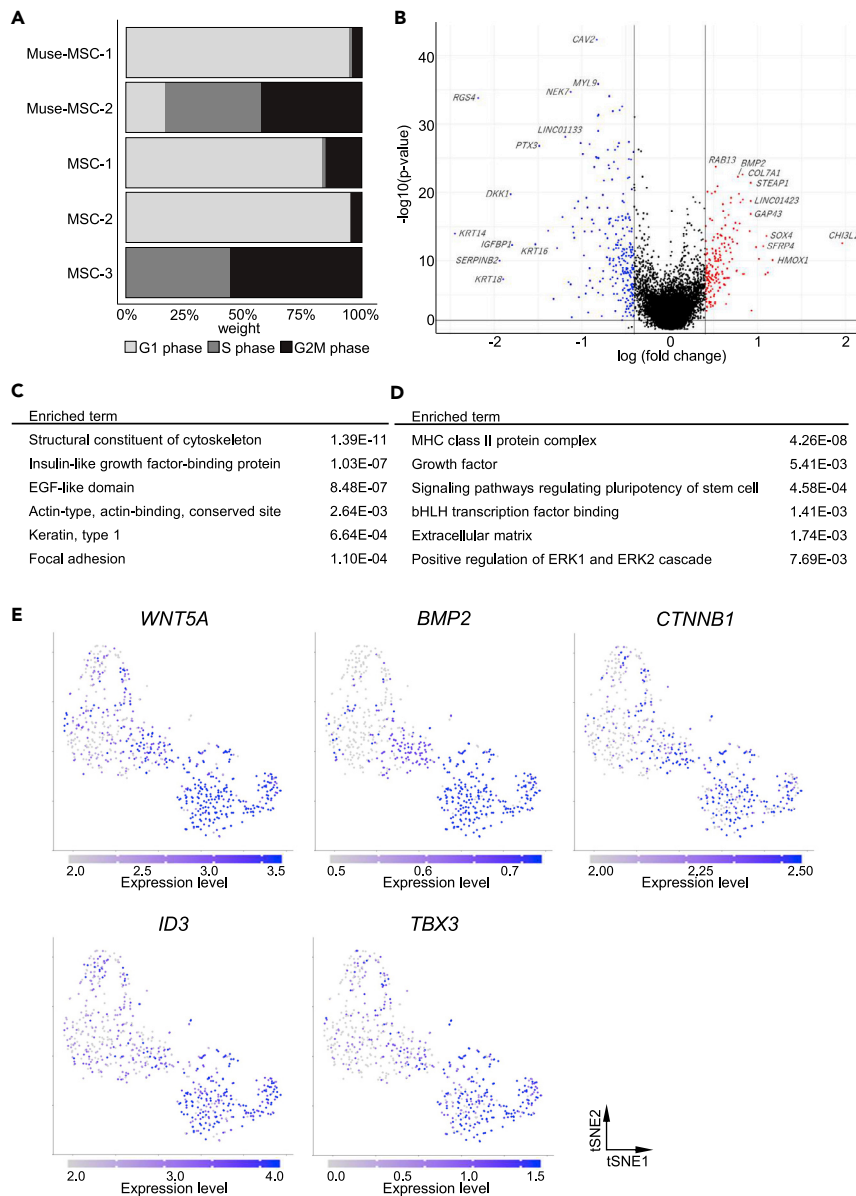 A
Muse-MSC-1
Muse-MSC-2
MSC-1
MSC-2
MSC-3
0% 25% 50% 75% 100%
weight
G1 phase S phase G2M phase
B
-log10(p-value)
40
30
20
10
0
-2 -1 0 1 2
log (fold change)
CAV2
MYL9
NEK7
RGS4
LINC01133
PTX3
DKK1
KRT14
IGFBP1
KRT16
SERPINB2
KRT18
RAB13
BMP2
COL7A1
STEAP1
LINC01423
GAP43
SOX4
SFRP4
HMOX1
C
Enriched term
Structural constituent of cytoskeleton 1.39E-11
Insulin-like growth factor-binding protein 1.03E-07
EGF-like domain 8.48E-07
Actin-type, actin-binding, conserved site 2.64E-03
Keratin, type 1 6.64E-04
Focal adhesion 1.10E-04
D
Enriched term
MHC class II protein complex 4.26E-08
Growth factor 5.41E-03
Signaling pathways regulating pluripotency of stem cell 4.58E-04
bHLH transcription factor binding 1.41E-03
Extracellular matrix 1.74E-03
Positive regulation of ERK1 and ERK2 cascade 7.69E-03
E
WNT5A
2.0 2.5 3.0 3.5
Expression level
BMP2
0.5 0.6 0.7
Expression level
CTNNB1
2.00 2.25 2.50
Expression level
ID3
2.0 3.0 4.0
Expression level
TBX3
0.0 0.5 1.0 1.5
Expression level
tSNE2
tSNE1